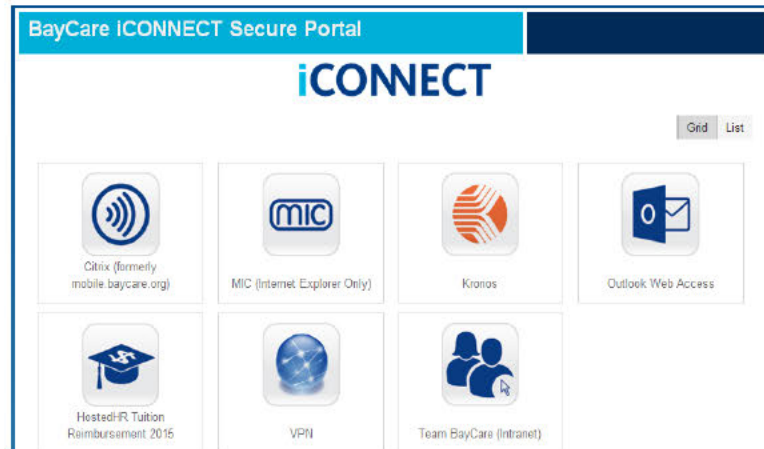 BayCare iCONNECT Secure Portal
iCONNECT
Grid List
MIC
O
Citrix (formerly
mobile.baycare.org)
MIC (Internet Explorer Only)
Kronos
Outlook Web Access
$
HostedHR Tuition
Reimbursement 2015
VPN
Team BayCare (Intranet)